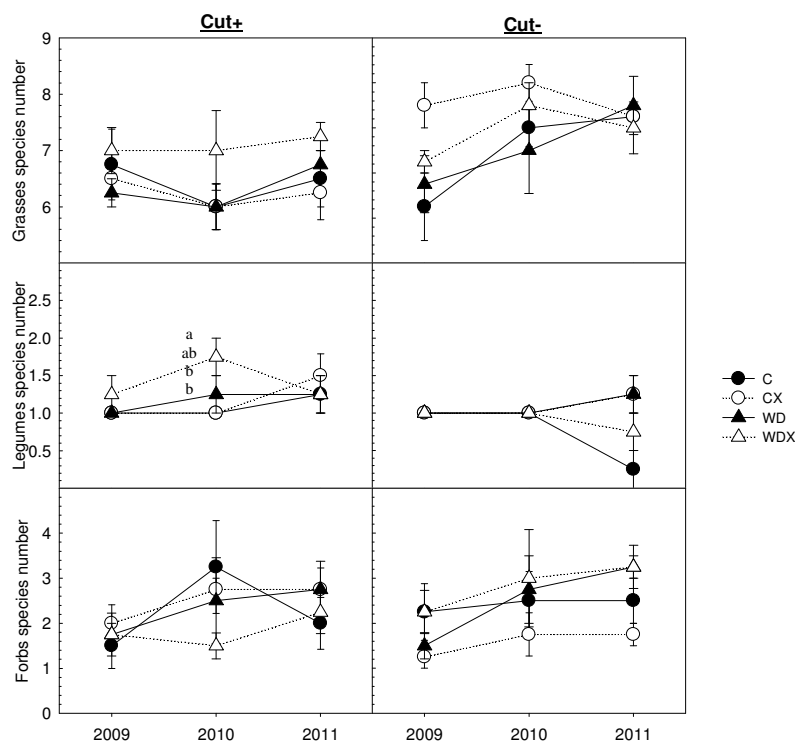 Cut+ Cut-
Grasses species number
9
8
7
6
Legumes species number
2.5
2.0
1.5
1.0
0.5
a
ab
b
b
Forbs species number
4
3
2
1
0
2009 2010 2011 2009 2010 2011
C
CX
WD
WDX